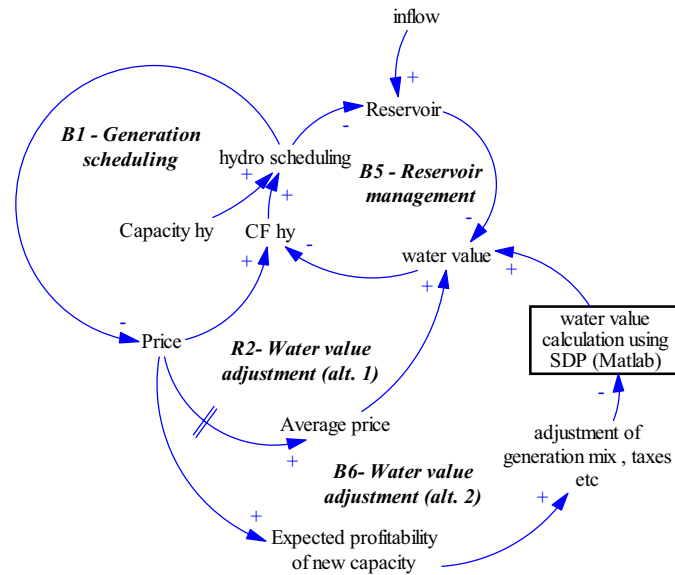 inflow
+
Reservoir
-
B1 - Generation
scheduling
hydro scheduling
B5 - Reservoir
management
+
+
-
Capacity hy
CF hy
-
water value
+
+
+
-
Price
water value
calculation using
SDP (Matlab)
R2- Water value
adjustment (alt. 1)
-
Average price
+
adjustment of
generation mix , taxes
etc
B6- Water value
adjustment (alt. 2)
+
+
Expected profitability
of new capacity